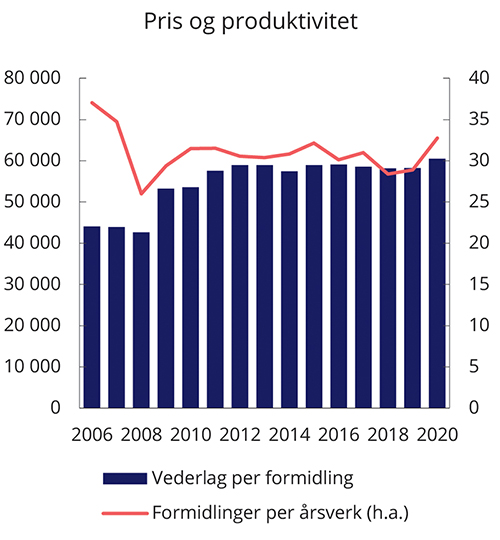 Pris og produktivitet
80 000 40
70 000 35
60 000 30
50 000 25
40 000 20
30 000 15
20 000 10
10 000 5
0 0
2006 2008 2010 2012 2014 2016 2018 2020
Vederlag per formidling
Formidlinger per årsverk (h.a.)